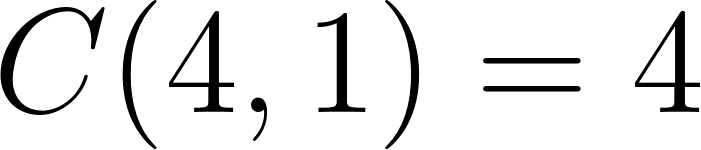 C(4, 1) = 4